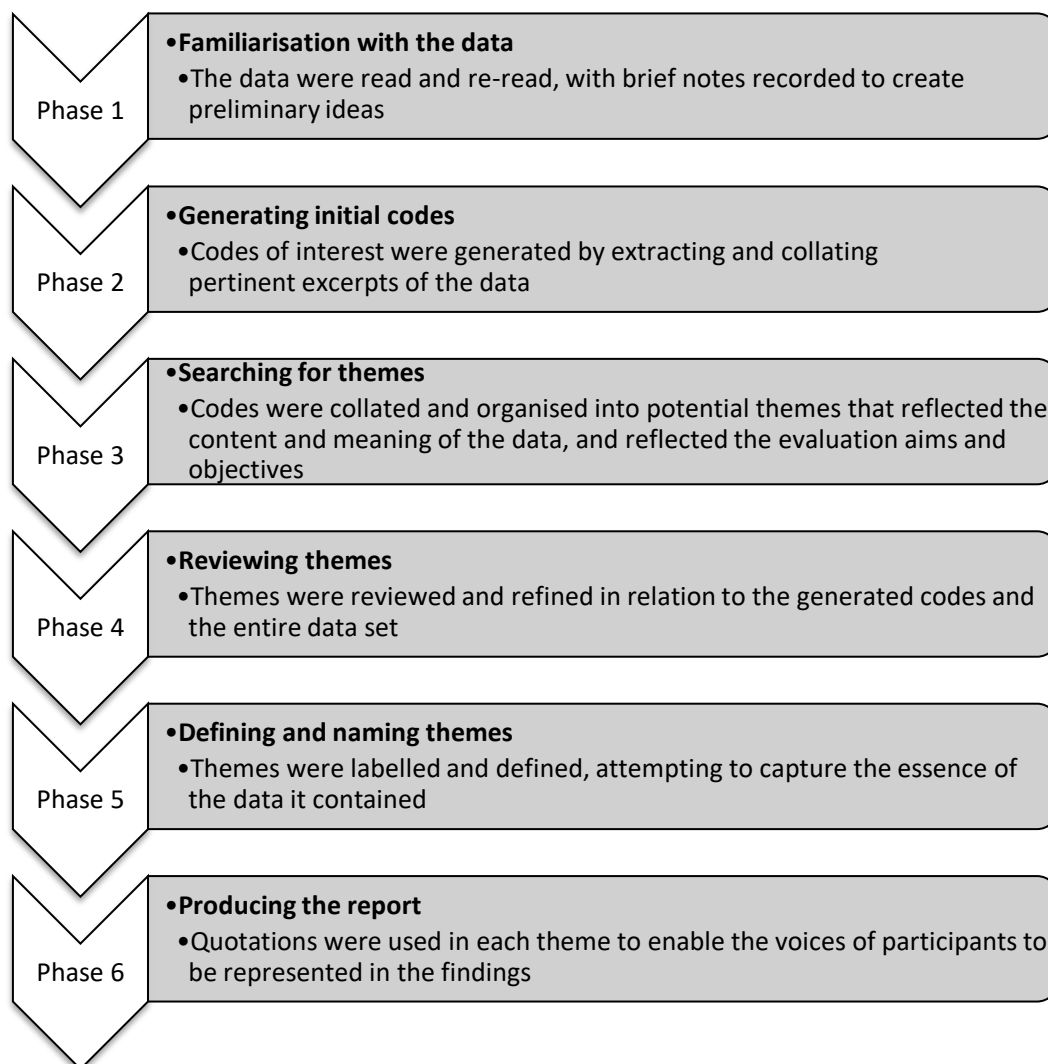 •Familiarisation with the data
•The data were read and re-read, with brief notes recorded to create
preliminary ideas
Phase 1
•Generating initial codes
•Codes of interest were generated by extracting and collating
pertinent excerpts of the data
Phase 2
•Searching for themes
•Codes were collated and organised into potential themes that reflected the
content and meaning of the data, and reflected the evaluation aims and
objectives
Phase 3
•Reviewing themes
•Themes were reviewed and refined in relation to the generated codes and
the entire data set
Phase 4
•Defining and naming themes
•Themes were labelled and defined, attempting to capture the essence of
the data it contained
Phase 5
•Producing the report
•Quotations were used in each theme to enable the voices of participants to
be represented in the findings
Phase 6